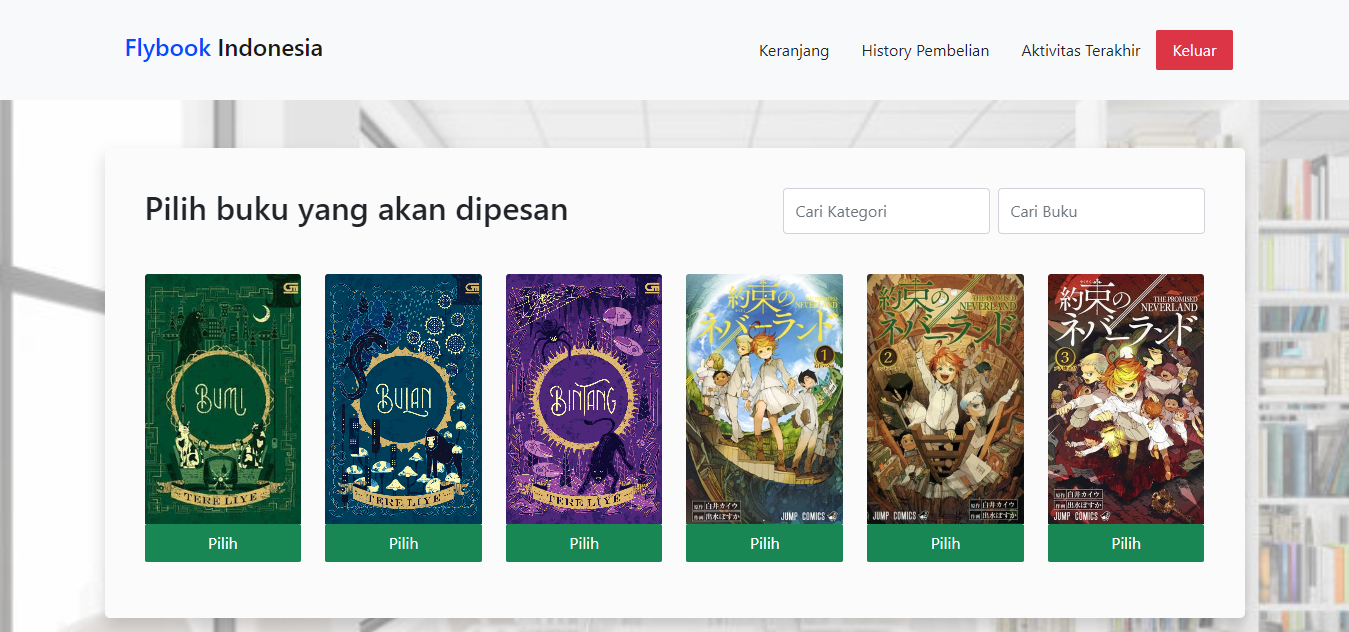 Flybook Indonesia
Keranjang
History Pembelian
Aktivitas Terakhir
Keluar
Pilih buku yang akan dipesan
Cari Kategori
Cari Buku
BUMI
TERE LIYE
BULAN
TERE LIYE
BINTANG
TERE LIYE
約束の
NEVERLAND
ネバーランド
1
原作 白井カイウ
作画 出水ぽすか
JUMP COMICS
約束の
THE PROMISED
NEVERLAND
ネバーランド
2
原作 白井カイウ
作画 出水ぽすか
JUMP COMICS
約束の
THE PROMISED
NEVERLAND
ネバーランド
3
原作 白井カイウ
作画 出水ぽすか
JUMP COMICS
Pilih
Pilih
Pilih
Pilih
Pilih
Pilih